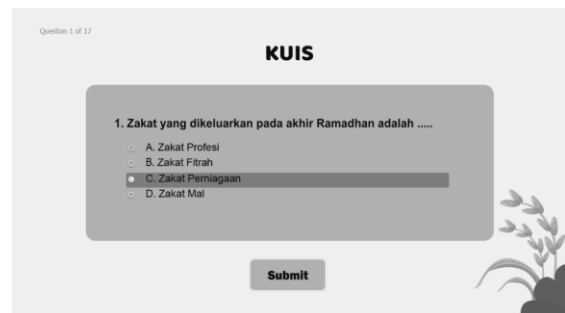 Question 1 of 17
KUIS
1. Zakat yang dikeluarkan pada akhir Ramadhan adalah .....
A. Zakat Profesi
B. Zakat Fitrah
C. Zakat Perniagaan
D. Zakat Mal
Submit